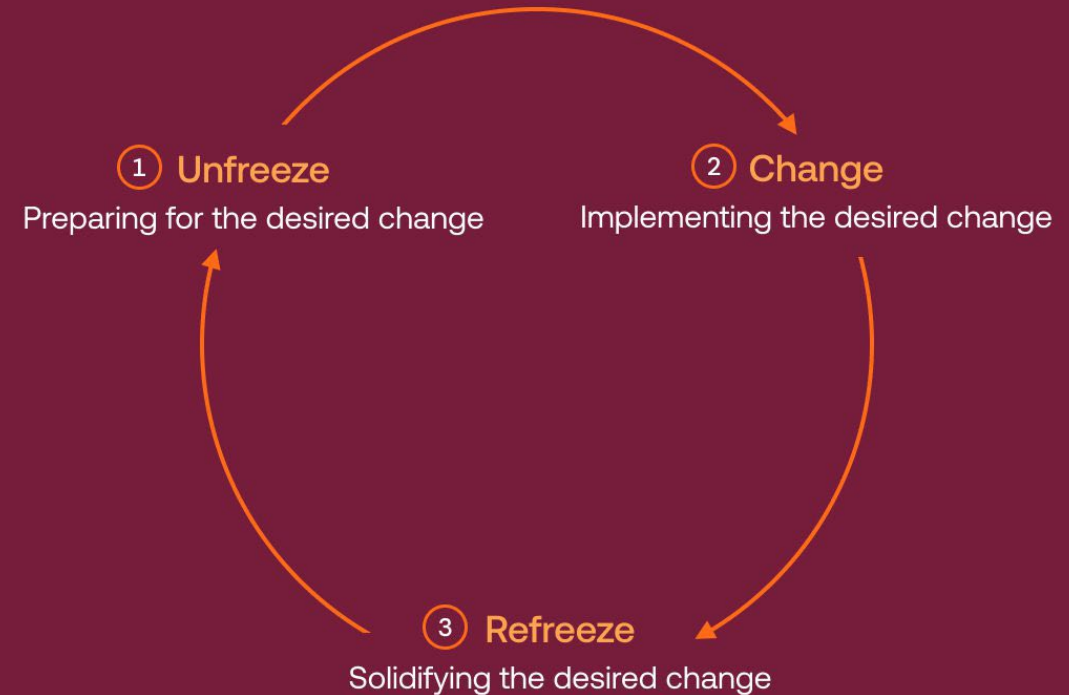 1 Unfreeze
Preparing for the desired change
2 Change
Implementing the desired change
3 Refreeze
Solidifying the desired change